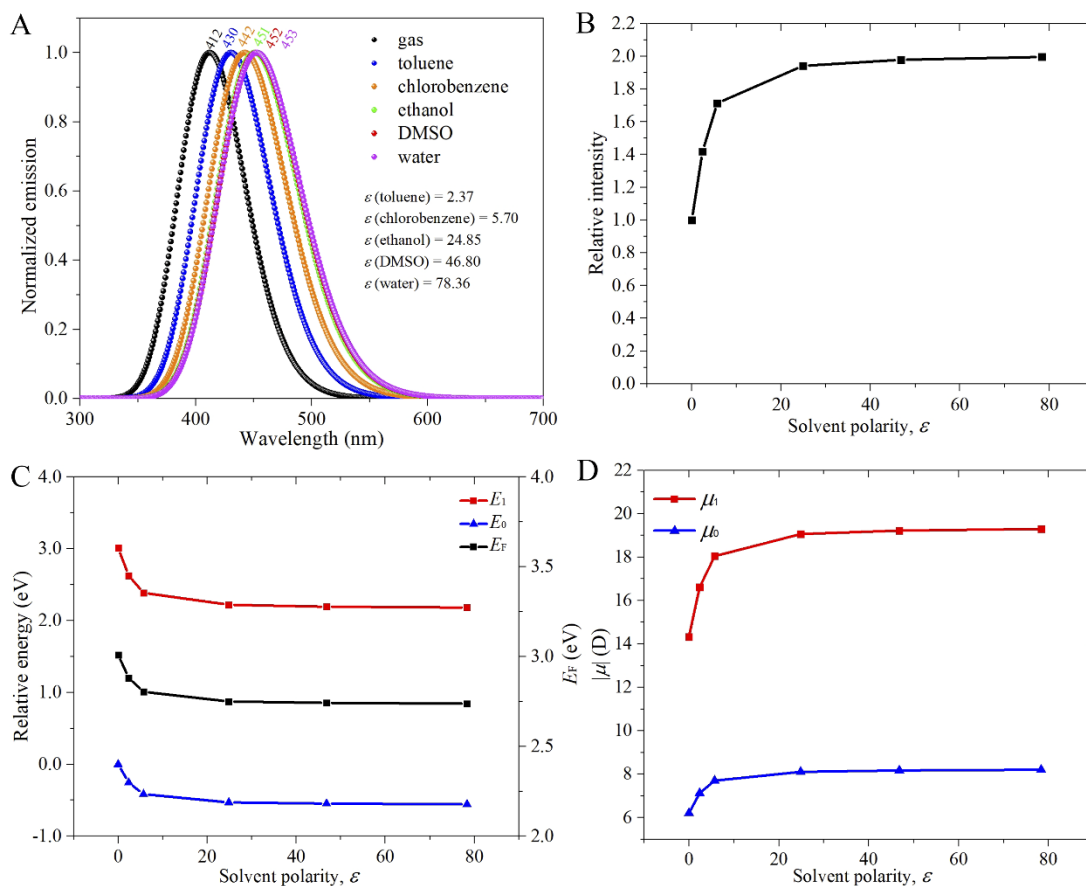 A
412 430 442 451 452 453
1.0
0.8
0.6
0.4
0.2
0.0
Normalized emission
gas
toluene
chlorobenzene
ethanol
DMSO
water
ε (toluene) = 2.37
ε (chlorobenzene) = 5.70
ε (ethanol) = 24.85
ε (DMSO) = 46.80
ε (water) = 78.36
300 400 500 600 700
Wavelength (nm)
B
2.2
2.0
1.8
1.6
1.4
1.2
1.0
0.8
0.6
0.4
0.2
0.0
Relative intensity
0 20 40 60 80
Solvent polarity, ε
C
4.0
3.0
2.0
1.0
0.0
-1.0
Relative energy (eV)
E₁
E₀
E_F
4.0
3.5
3.0
2.5
2.0
E_F (eV)
0 20 40 60 80
Solvent polarity, ε
D
22
20
18
16
14
12
10
8
6
|μ| (D)
μ₁
μ₀
0 20 40 60 80
Solvent polarity, ε